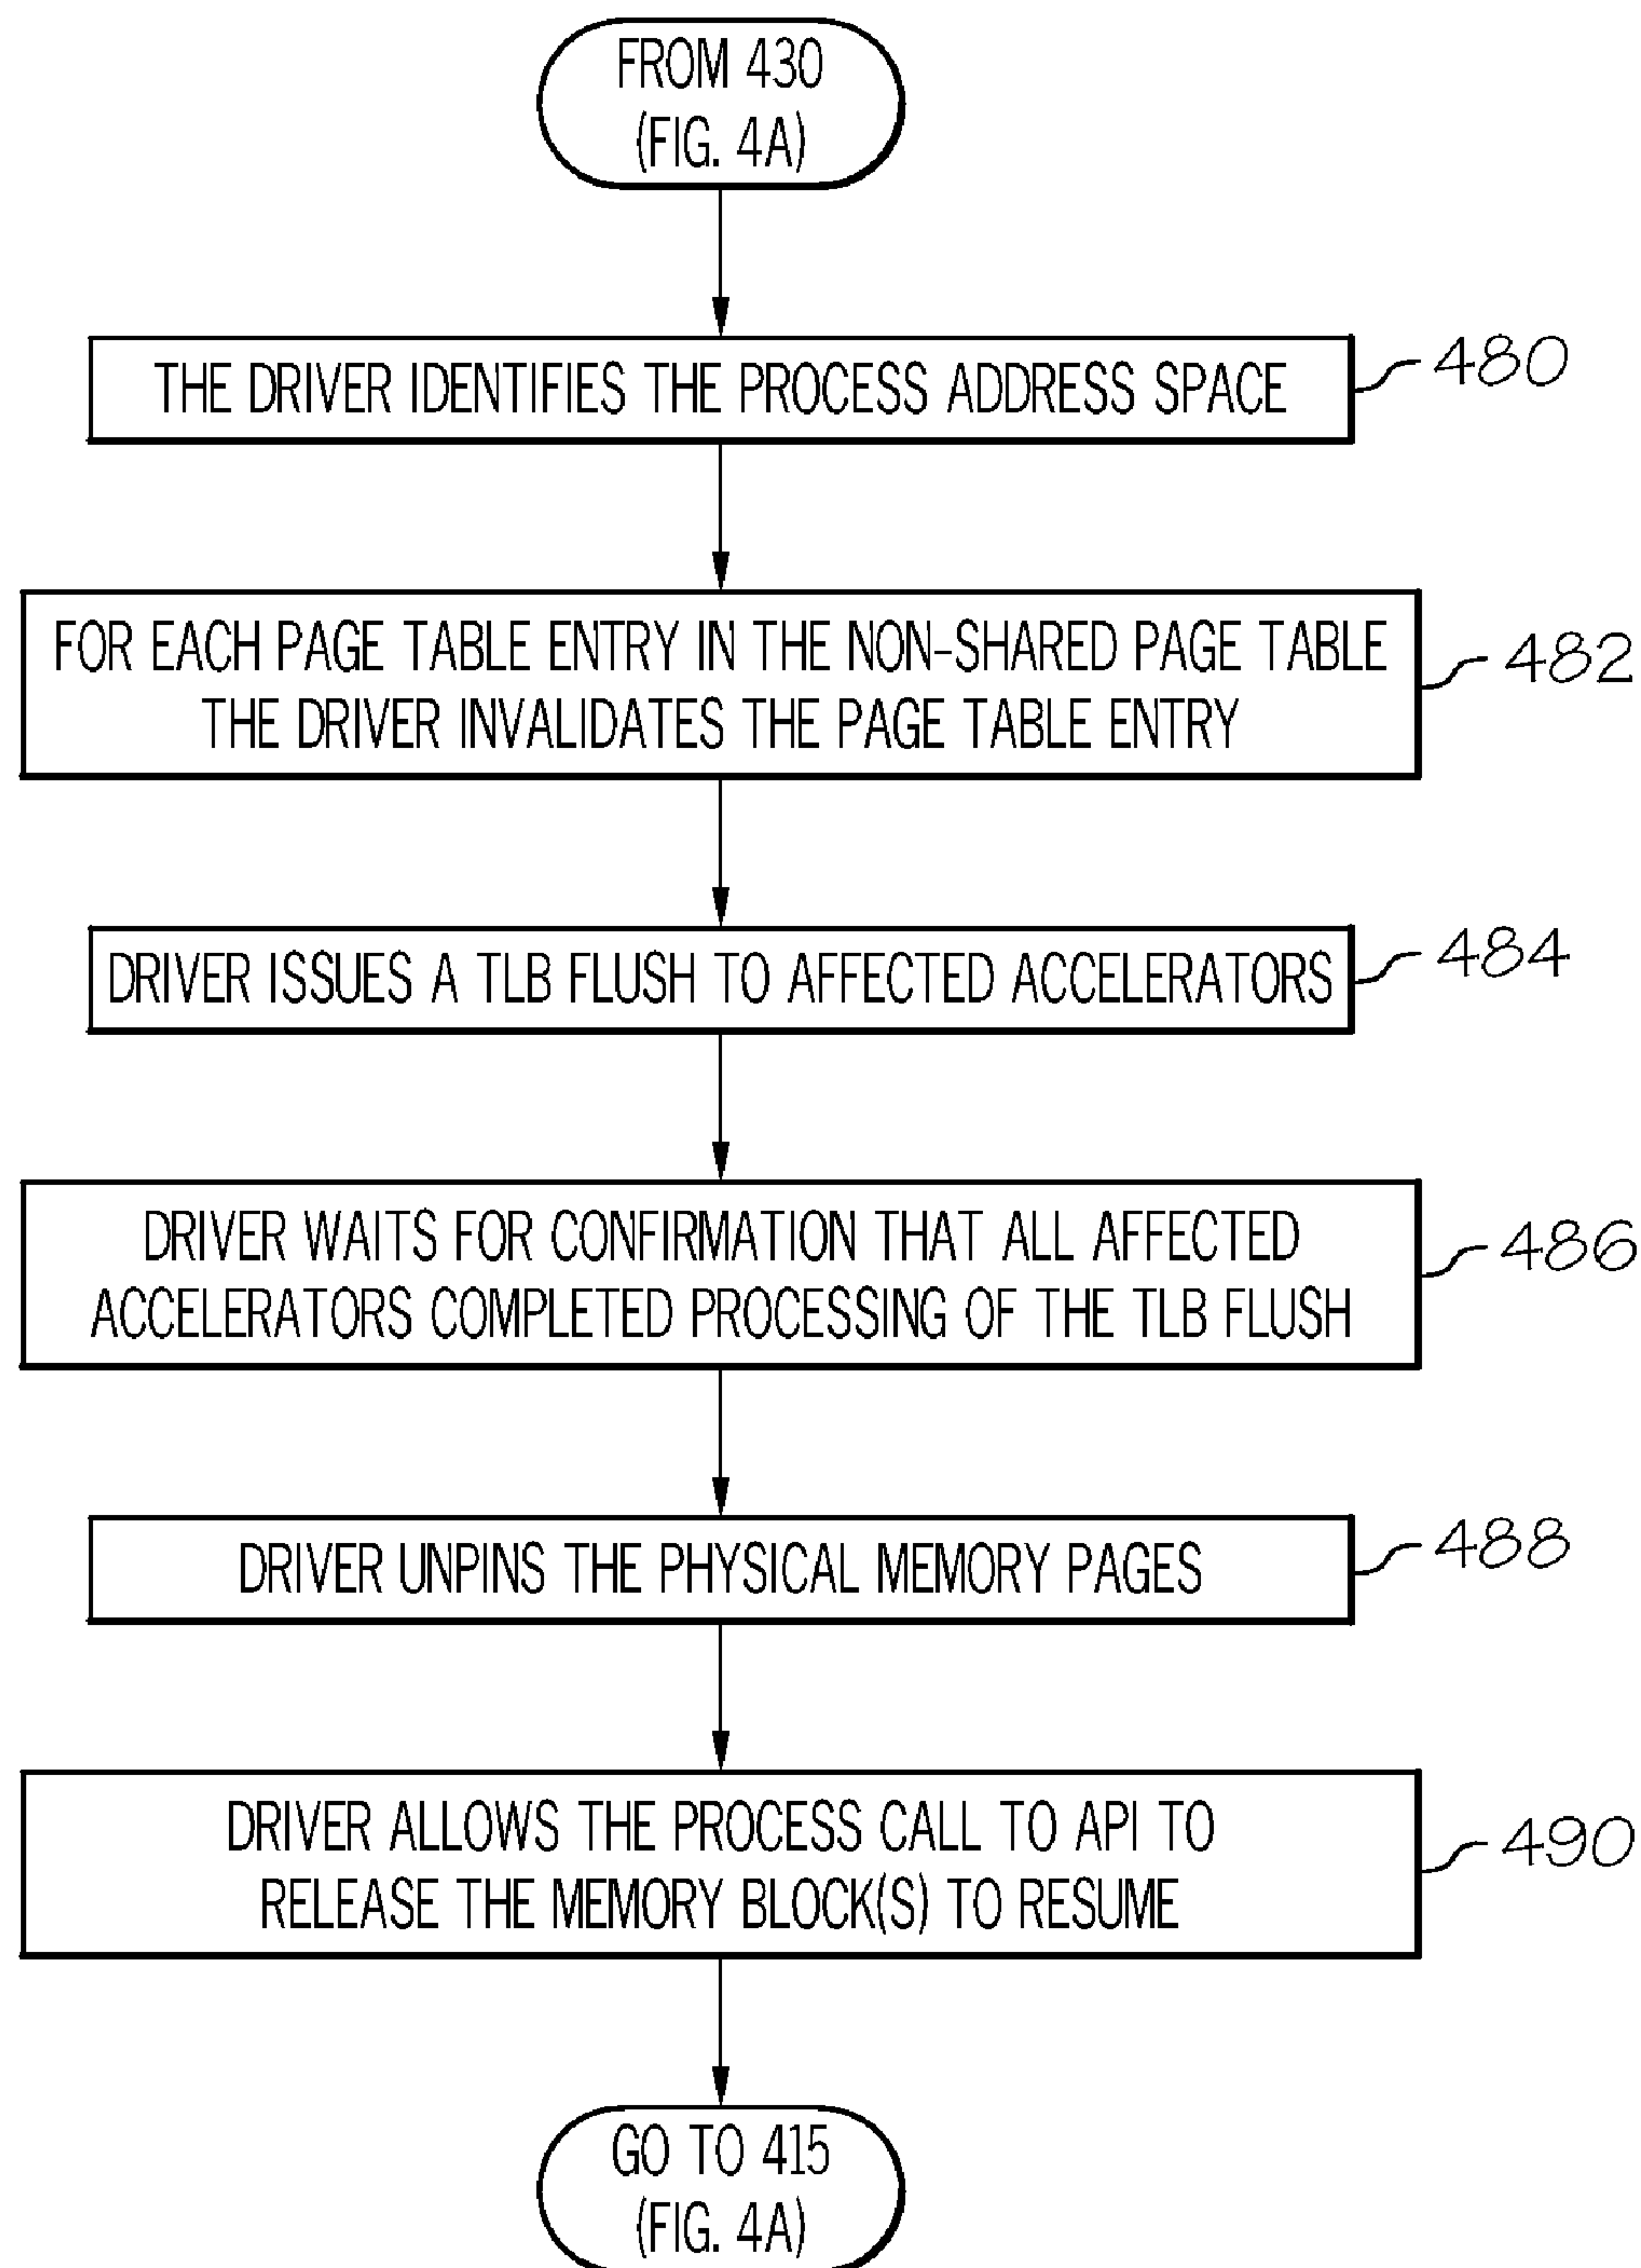 FROM 430
(FIG. 4A)
THE DRIVER IDENTIFIES THE PROCESS ADDRESS SPACE
480
FOR EACH PAGE TABLE ENTRY IN THE NON-SHARED PAGE TABLE
THE DRIVER INVALIDATES THE PAGE TABLE ENTRY
482
DRIVER ISSUES A TLB FLUSH TO AFFECTED ACCELERATORS
484
DRIVER WAITS FOR CONFIRMATION THAT ALL AFFECTED
ACCELERATORS COMPLETED PROCESSING OF THE TLB FLUSH
486
DRIVER UNPINS THE PHYSICAL MEMORY PAGES
488
DRIVER ALLOWS THE PROCESS CALL TO API TO
RELEASE THE MEMORY BLOCK(S) TO RESUME
490
GO TO 415
(FIG. 4A)